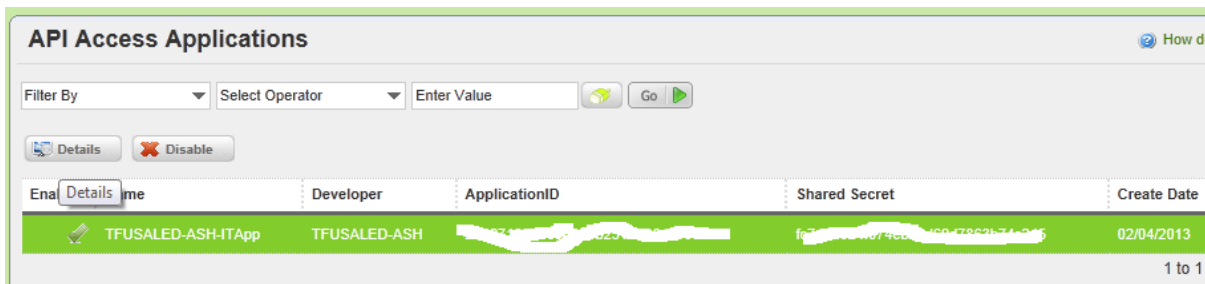 API Access Applications
How d
Filter By Select Operator Enter Value Go
Details Disable
Details
Ena me Developer ApplicationID Shared Secret Create Date
TFUSALED-ASH-ITApp TFUSALED-ASH 02/04/2013
1 to 1